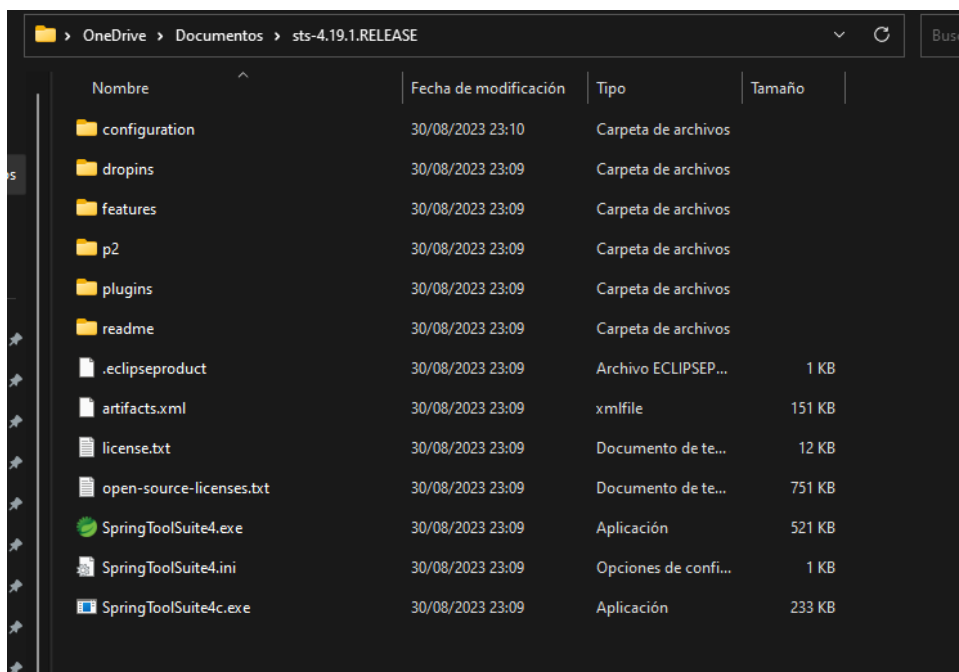 OneDrive > Documentos > sts-4.19.1.RELEASE
Nombre Fecha de modificación Tipo Tamaño
configuration 30/08/2023 23:10 Carpeta de archivos
dropins 30/08/2023 23:09 Carpeta de archivos
features 30/08/2023 23:09 Carpeta de archivos
p2 30/08/2023 23:09 Carpeta de archivos
plugins 30/08/2023 23:09 Carpeta de archivos
readme 30/08/2023 23:09 Carpeta de archivos
.eclipseproduct 30/08/2023 23:09 Archivo ECLIPSEP... 1 KB
artifacts.xml 30/08/2023 23:09 xmlfile 151 KB
license.txt 30/08/2023 23:09 Documento de te... 12 KB
open-source-licenses.txt 30/08/2023 23:09 Documento de te... 751 KB
SpringToolSuite4.exe 30/08/2023 23:09 Aplicación 521 KB
SpringToolSuite4.ini 30/08/2023 23:09 Opciones de confi... 1 KB
SpringToolSuite4c.exe 30/08/2023 23:09 Aplicación 233 KB